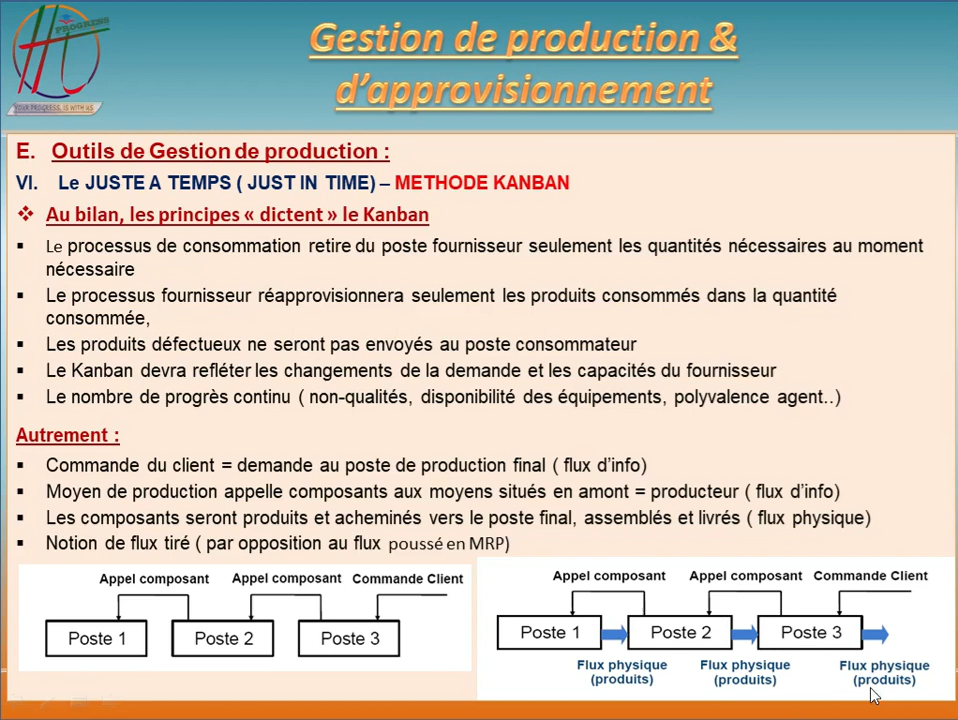 PROGRESS
YOUR PROGRESS, IS WITH US
Gestion de production &
d’approvisionnement
E. Outils de Gestion de production :
VI. Le JUSTE A TEMPS ( JUST IN TIME) – METHODE KANBAN
❖ Au bilan, les principes « dictent » le Kanban
▪ Le processus de consommation retire du poste fournisseur seulement les quantités nécessaires au moment
nécessaire
▪ Le processus fournisseur réapprovisionnera seulement les produits consommés dans la quantité
consommée,
▪ Les produits défectueux ne seront pas envoyés au poste consommateur
▪ Le Kanban devra refléter les changements de la demande et les capacités du fournisseur
▪ Le nombre de progrès continu ( non-qualités, disponibilité des équipements, polyvalence agent..)
Autrement :
▪ Commande du client = demande au poste de production final ( flux d’info)
▪ Moyen de production appelle composants aux moyens situés en amont = producteur ( flux d’info)
▪ Les composants seront produits et acheminés vers le poste final, assemblés et livrés ( flux physique)
▪ Notion de flux tiré ( par opposition au flux poussé en MRP)
Appel composant Appel composant Commande Client
Poste 1 Poste 2 Poste 3
Appel composant Appel composant Commande Client
Poste 1 Poste 2 Poste 3
Flux physique Flux physique Flux physique
(produits) (produits) (produits)